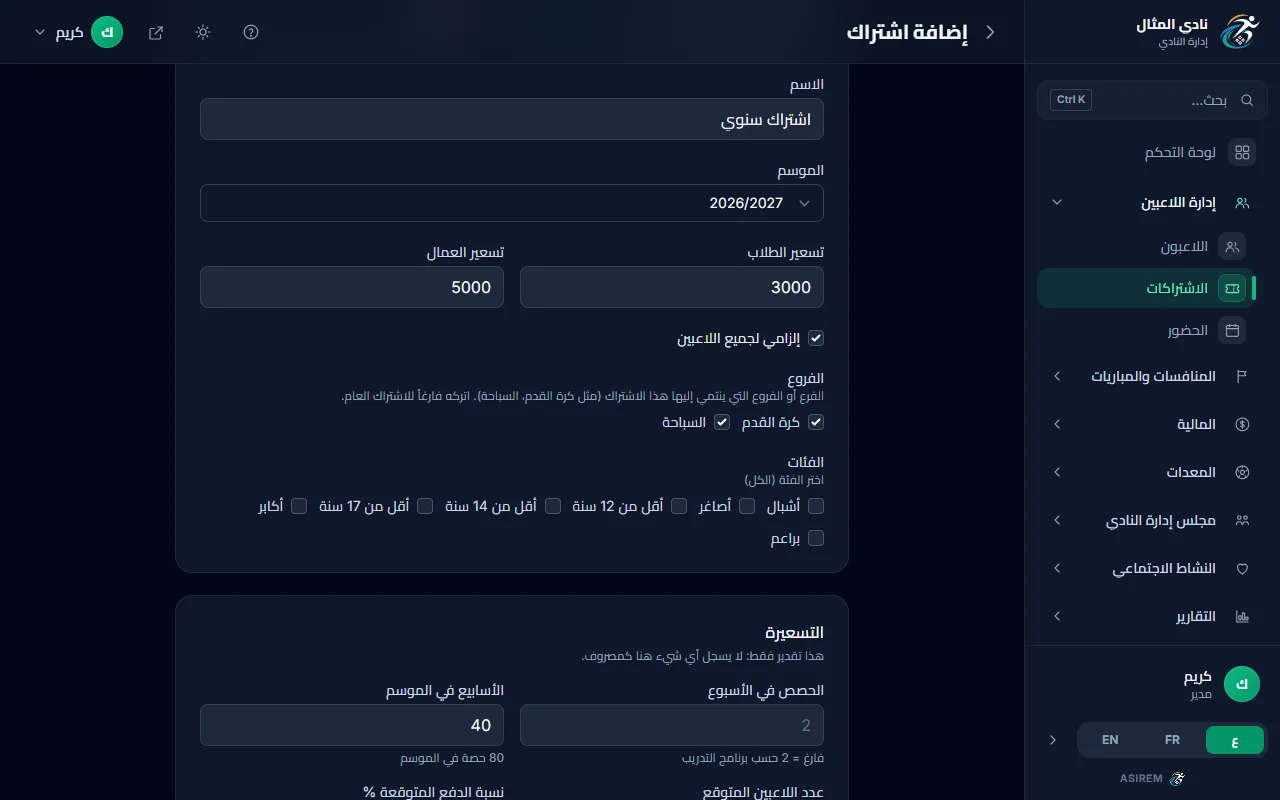 نادي المثال
إدارة النادي
إضافة اشتراك
كريم
ك
بحث...
Ctrl K
لوحة التحكم
إدارة اللاعبين
اللاعبون
الاشتراكات
الحضور
المنافسات والمباريات
المالية
المعدات
مجلس إدارة النادي
النشاط الاجتماعي
التقارير
ك
كريم
مدير
ع
FR
EN
ASIREM
الاسم
اشتراك سنوي
الموسم
2026/2027
تسعير الطلاب
تسعير العمال
3000
5000
إلزامي لجميع اللاعبين
الفروع
الفرع أو الفروع التي ينتمي إليها هذا الاشتراك (مثل كرة القدم، السباحة). اتركه فارغاً للاشتراك العام.
كرة القدم
السباحة
الفئات
اختر الفئة (الكل)
أشبال
أصاغر
أقل من 12 سنة
أقل من 14 سنة
أقل من 17 سنة
أكابر
براعم
التسعيرة
هذا تقدير فقط: لا يسجل أي شيء هنا كمصروف.
الحصص في الأسبوع
الأسابيع في الموسم
2
40
فارغ = 2 حسب برنامج التدريب
80 حصة في الموسم
عدد اللاعبين المتوقع
نسبة الدفع المتوقعة %